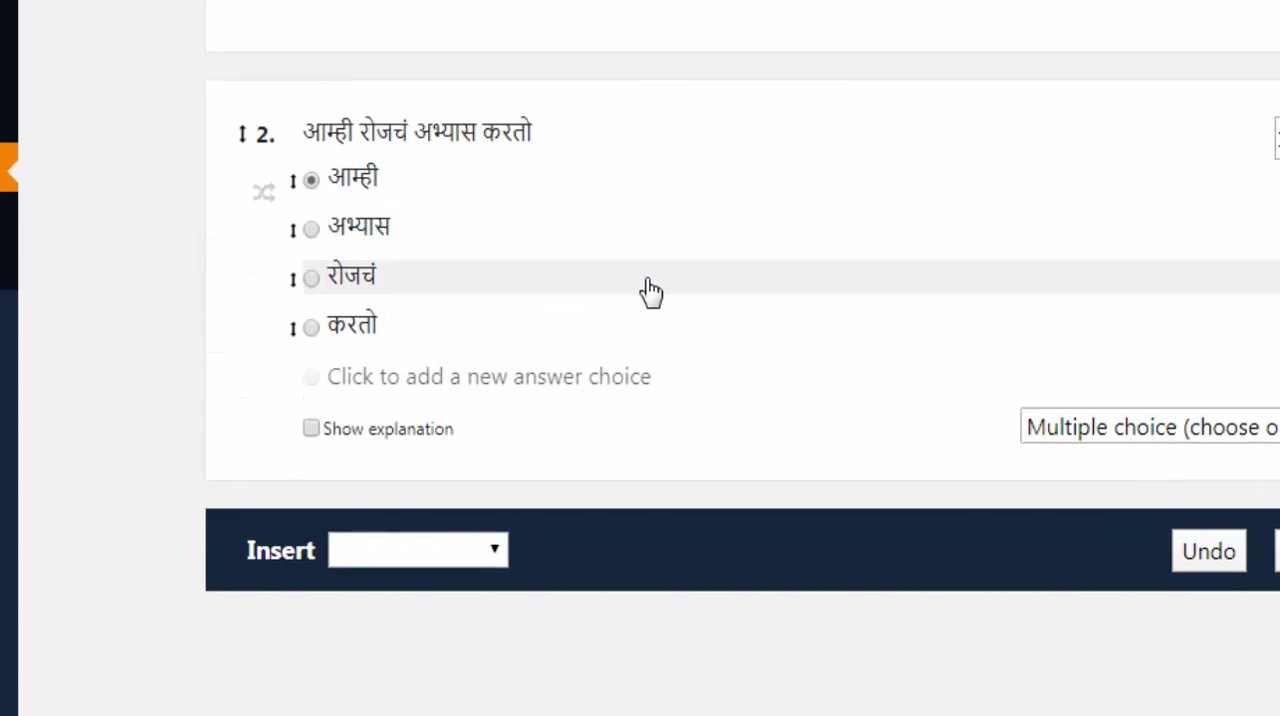 2. आम्ही रोजचं अभ्यास करतो
आम्ही
अभ्यास
रोजचं
करतो
Click to add a new answer choice
Show explanation
Multiple choice (choose o
Insert
Undo